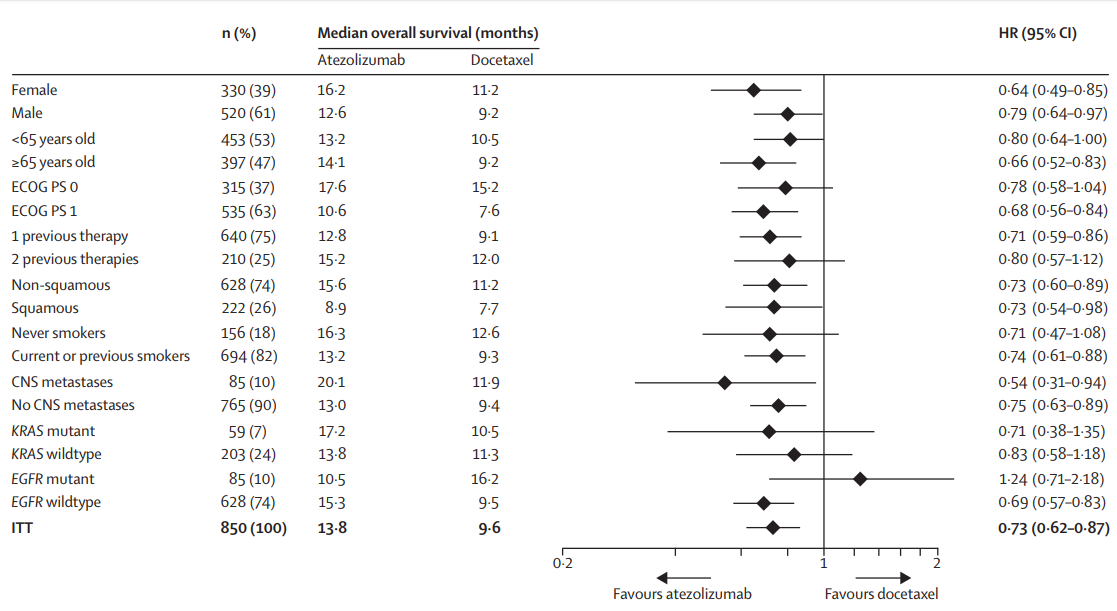 n (%) Median overall survival (months) HR (95% CI)
Atezolizumab Docetaxel
Female 330 (39) 16·2 11·2 0·64 (0·49–0·85)
Male 520 (61) 12·6 9·2 0·79 (0·64–0·97)
<65 years old 453 (53) 13·2 10·5 0·80 (0·64–1·00)
≥65 years old 397 (47) 14·1 9·2 0·66 (0·52–0·83)
ECOG PS 0 315 (37) 17·6 15·2 0·78 (0·58–1·04)
ECOG PS 1 535 (63) 10·6 7·6 0·68 (0·56–0·84)
1 previous therapy 640 (75) 12·8 9·1 0·71 (0·59–0·86)
2 previous therapies 210 (25) 15·2 12·0 0·80 (0·57–1·12)
Non-squamous 628 (74) 15·6 11·2 0·73 (0·60–0·89)
Squamous 222 (26) 8·9 7·7 0·73 (0·54–0·98)
Never smokers 156 (18) 16·3 12·6 0·71 (0·47–1·08)
Current or previous smokers 694 (82) 13·2 9·3 0·74 (0·61–0·88)
CNS metastases 85 (10) 20·1 11·9 0·54 (0·31–0·94)
No CNS metastases 765 (90) 13·0 9·4 0·75 (0·63–0·89)
KRAS mutant 59 (7) 17·2 10·5 0·71 (0·38–1·35)
KRAS wildtype 203 (24) 13·8 11·3 0·83 (0·58–1·18)
EGFR mutant 85 (10) 10·5 16·2 1·24 (0·71–2·18)
EGFR wildtype 628 (74) 15·3 9·5 0·69 (0·57–0·83)
ITT 850 (100) 13·8 9·6 0·73 (0·62–0·87)
0·2 1 2
Favours atezolizumab Favours docetaxel